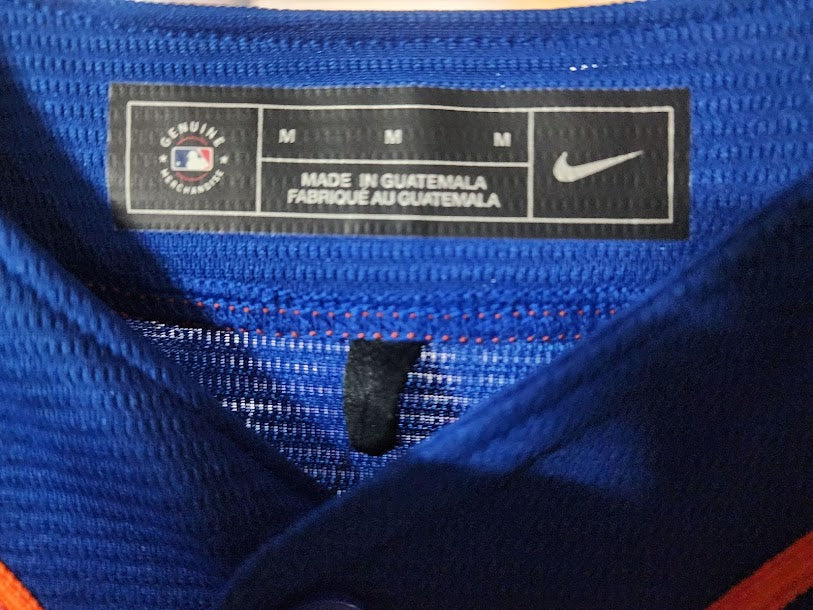 GENUINE
MERCHANDISE
M M M
MADE IN GUATEMALA
FABRIQUÉ AU GUATEMALA